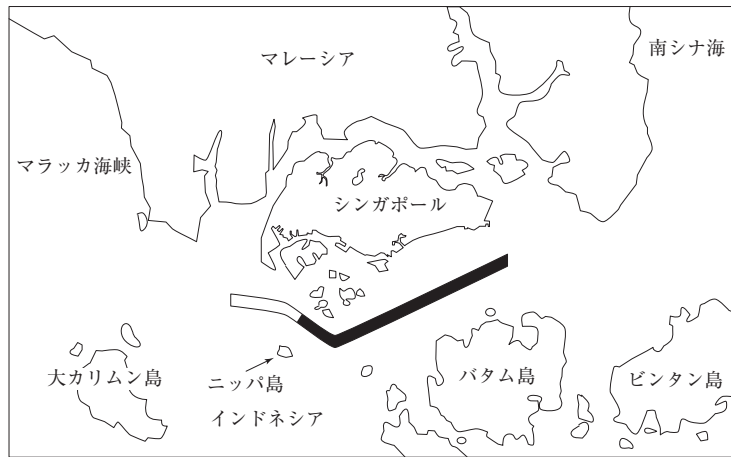 マレーシア
南シナ海
マラッカ海峡
シンガポール
大カリムン島
ニッパ島
バタム島
ビンタン島
インドネシア